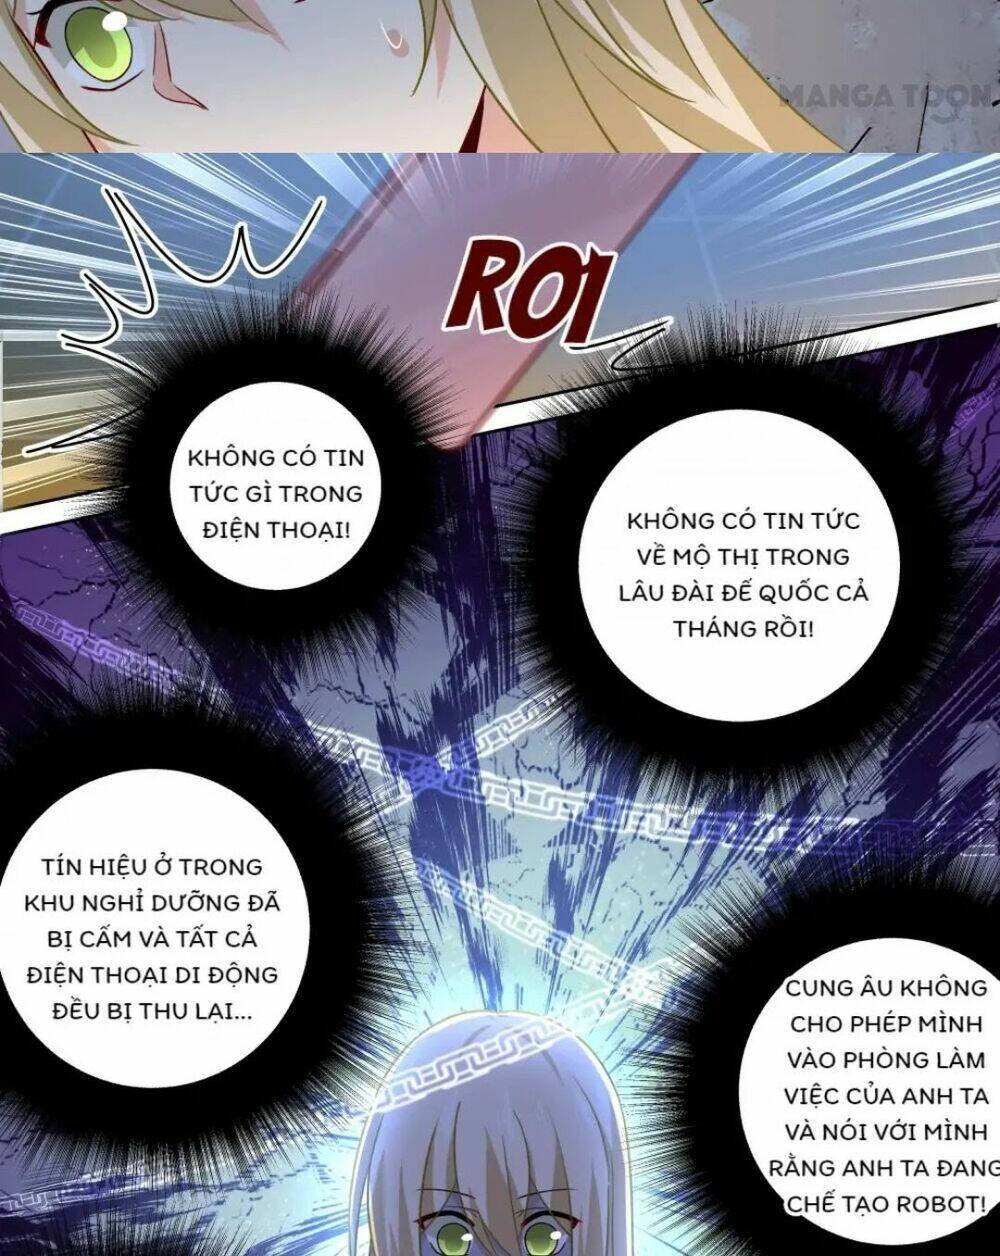 MANGA TOON
RƠI
KHÔNG CÓ TIN
TỨC GÌ TRONG
ĐIỆN THOẠI!
KHÔNG CÓ TIN TỨC
VỀ MỘ THỊ TRONG
LÂU ĐÀI ĐẾ QUỐC CẢ
THÁNG RỒI!
TÍN HIỆU Ở TRONG
KHU NGHỈ DƯỠNG ĐÃ
BỊ CẤM VÀ TẤT CẢ
ĐIỆN THOẠI DI ĐỘNG
ĐỀU BỊ THU LẠI...
CUNG ÂU KHÔNG
CHO PHÉP MÌNH
VÀO PHÒNG LÀM
VIỆC CỦA ANH TA
VÀ NÓI VỚI MÌNH
RẰNG ANH TA ĐANG
CHẾ TẠO ROBOT!